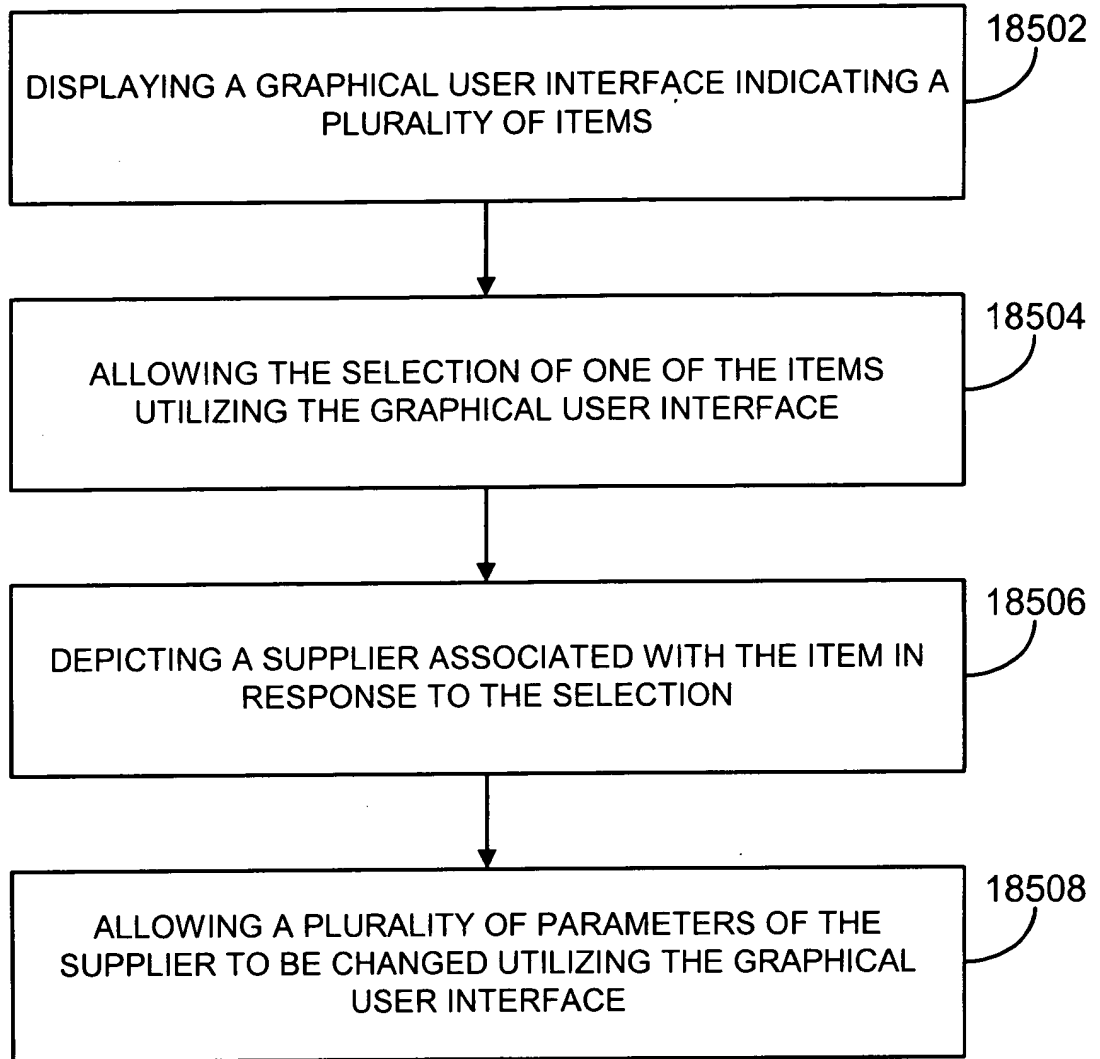 18502
DISPLAYING A GRAPHICAL USER INTERFACE INDICATING A
PLURALITY OF ITEMS
18504
ALLOWING THE SELECTION OF ONE OF THE ITEMS
UTILIZING THE GRAPHICAL USER INTERFACE
18506
DEPICTING A SUPPLIER ASSOCIATED WITH THE ITEM IN
RESPONSE TO THE SELECTION
18508
ALLOWING A PLURALITY OF PARAMETERS OF THE
SUPPLIER TO BE CHANGED UTILIZING THE GRAPHICAL
USER INTERFACE